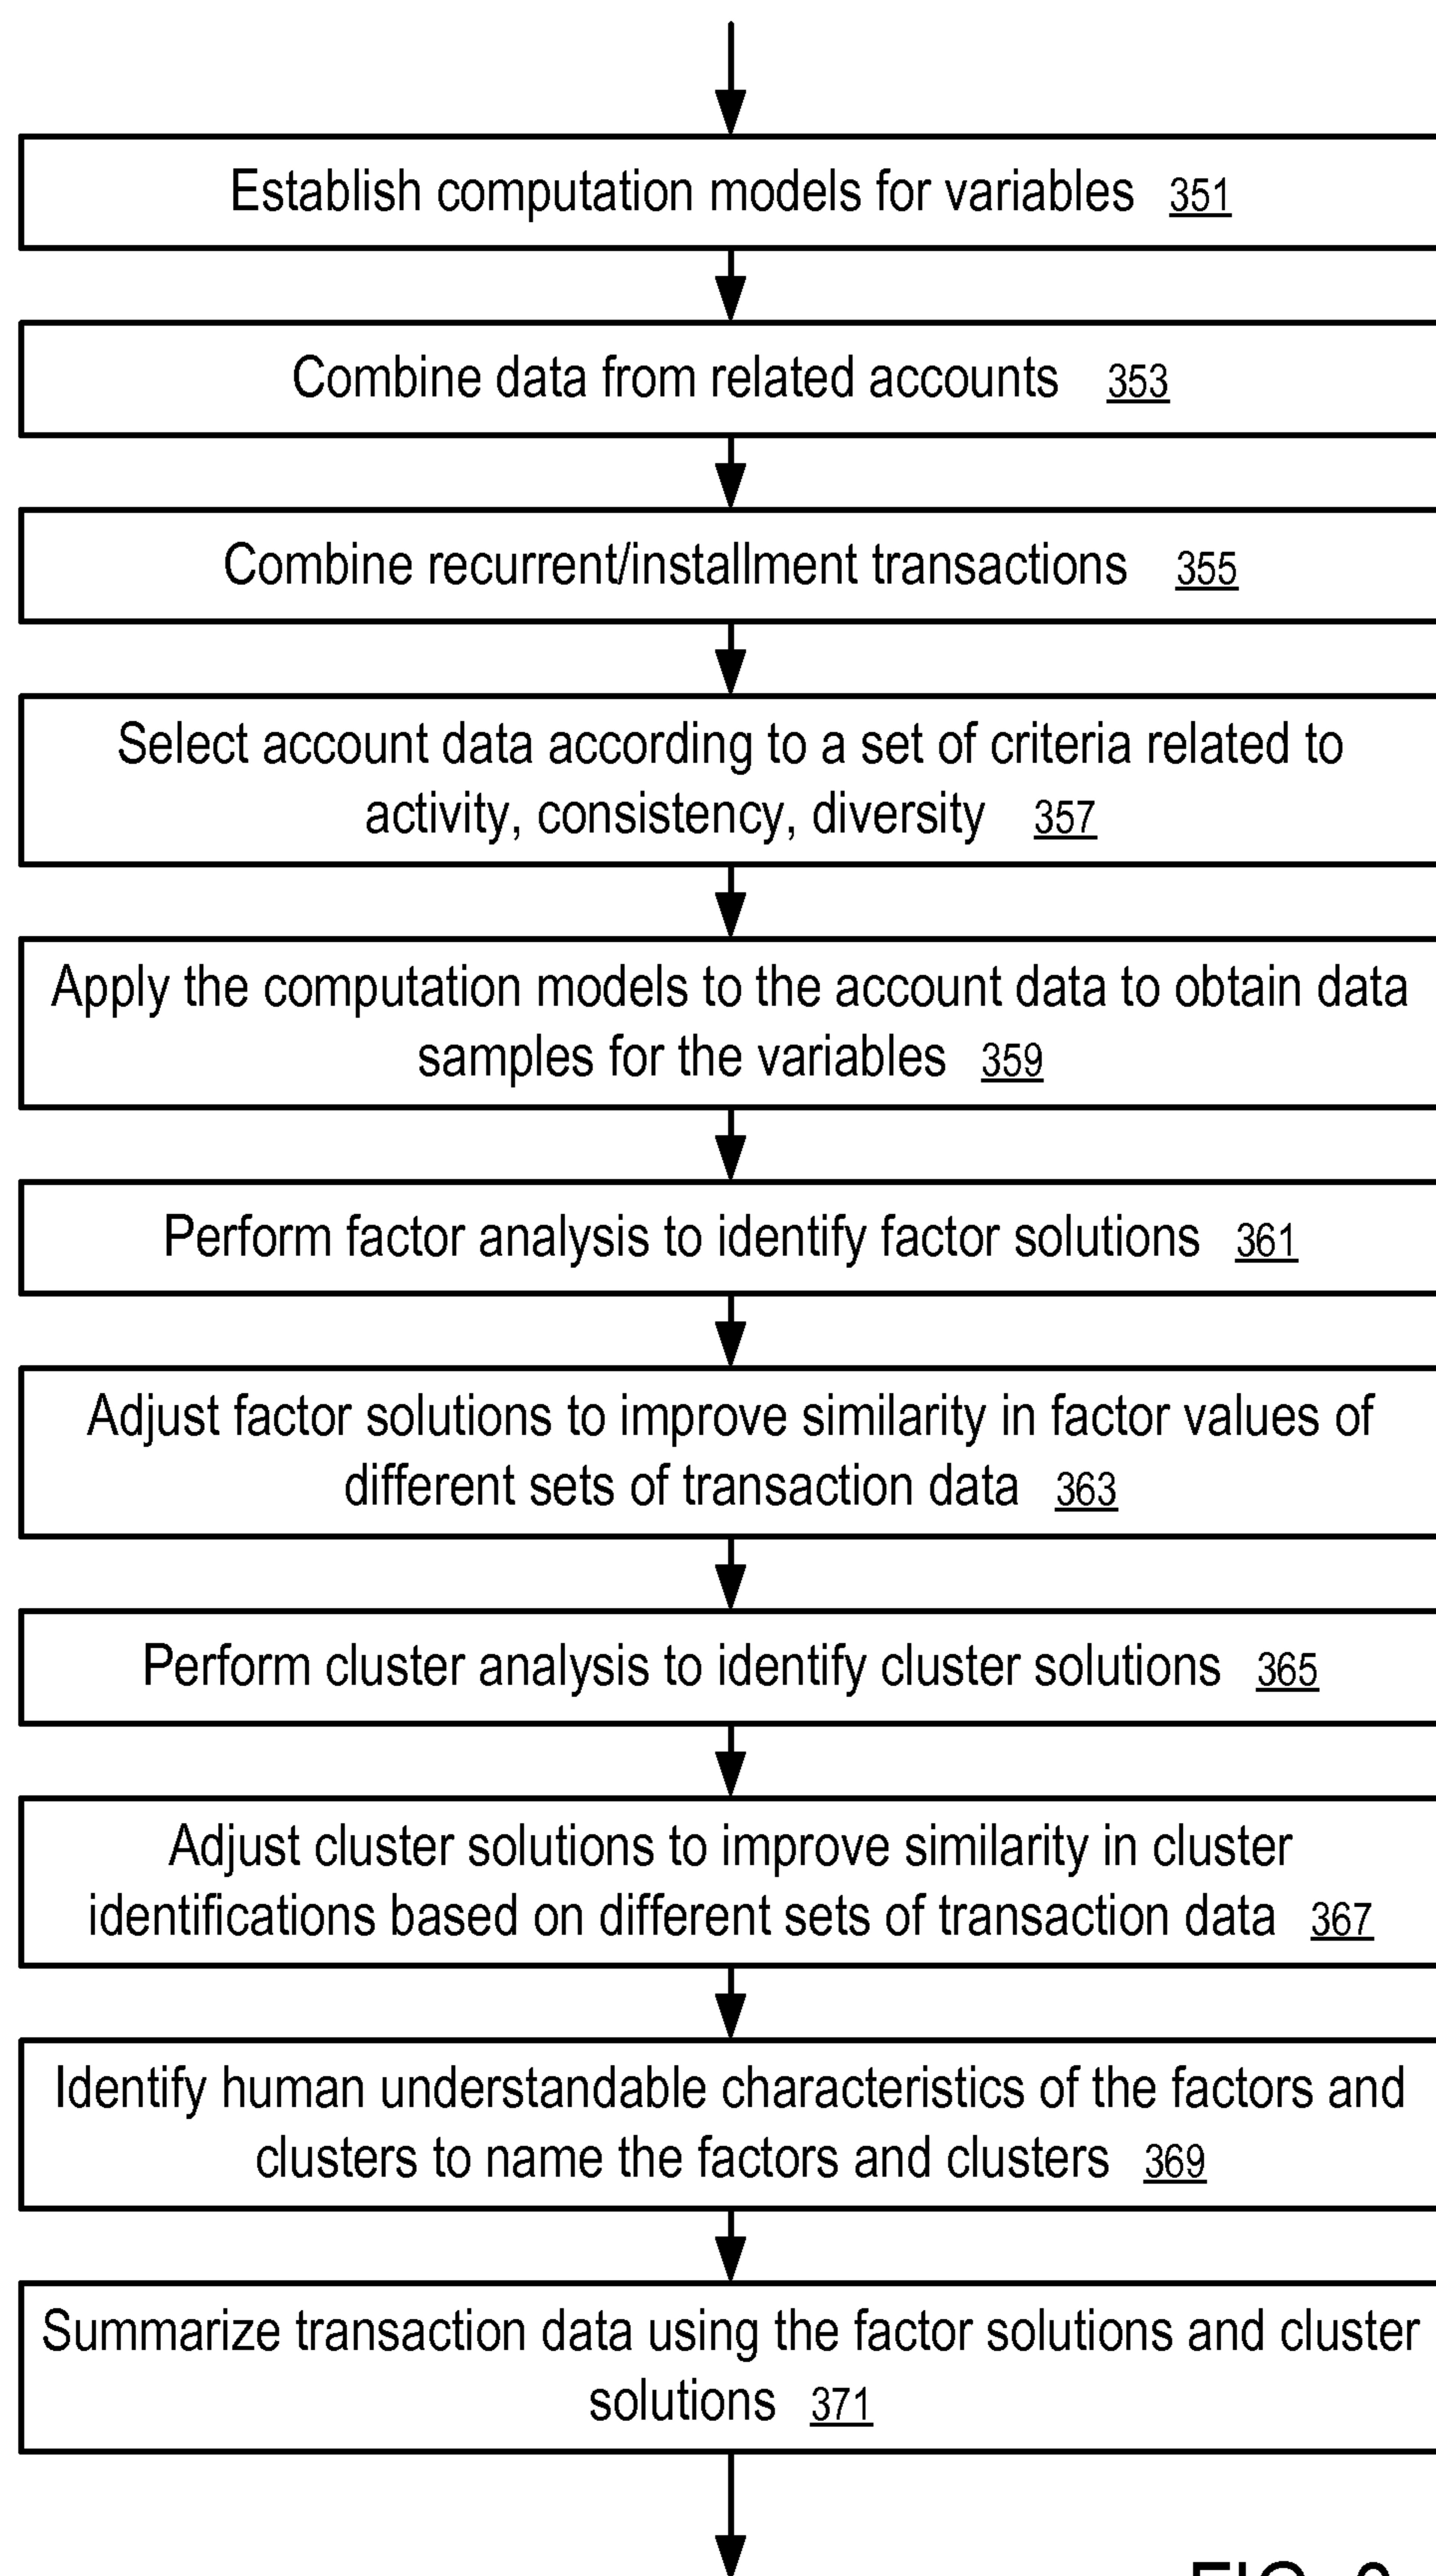 Establish computation models for variables 351
Combine data from related accounts 353
Combine recurrent/installment transactions 355
Select account data according to a set of criteria related to
activity, consistency, diversity 357
Apply the computation models to the account data to obtain data
samples for the variables 359
Perform factor analysis to identify factor solutions 361
Adjust factor solutions to improve similarity in factor values of
different sets of transaction data 363
Perform cluster analysis to identify cluster solutions 365
Adjust cluster solutions to improve similarity in cluster
identifications based on different sets of transaction data 367
Identify human understandable characteristics of the factors and
clusters to name the factors and clusters 369
Summarize transaction data using the factor solutions and cluster
solutions 371
FIG.